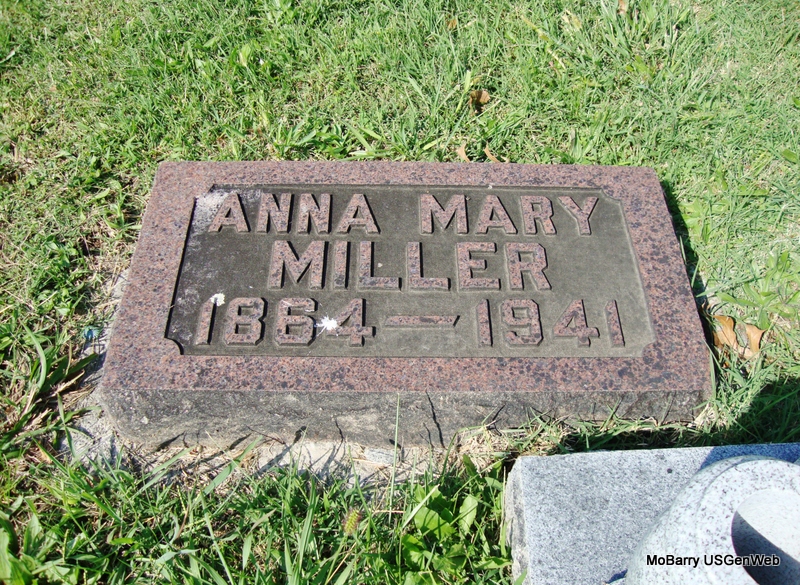 ANNA MARY
MILLER
1864 — 1941
MoBarry USGenWeb